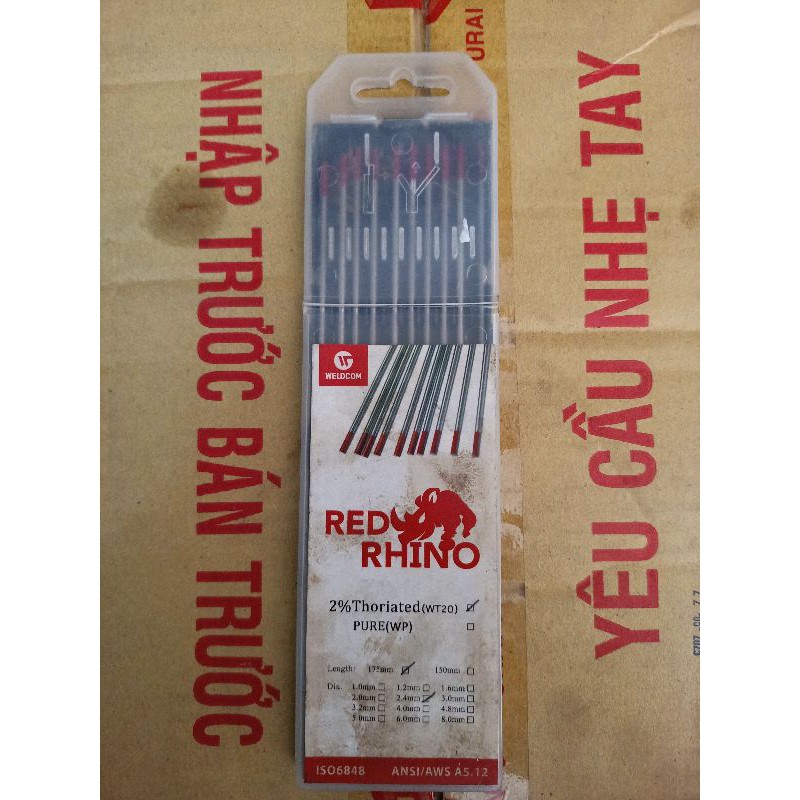 NHẬP TRƯỚC BÁN TRƯỚC
YÊU CẦU NHẸ TAY
URAI
WELDCOM
RED
RHINO
2%Thoriated(WT20)
PURE(WP)
Length: 175mm 150mm
Dia. 1.0mm 1.2mm 1.6mm
2.0mm 2.4mm 3.0mm
3.2mm 4.0mm 4.8mm
5.0mm 6.0mm 8.0mm
ISO6848 ANSI/AWS A5.12